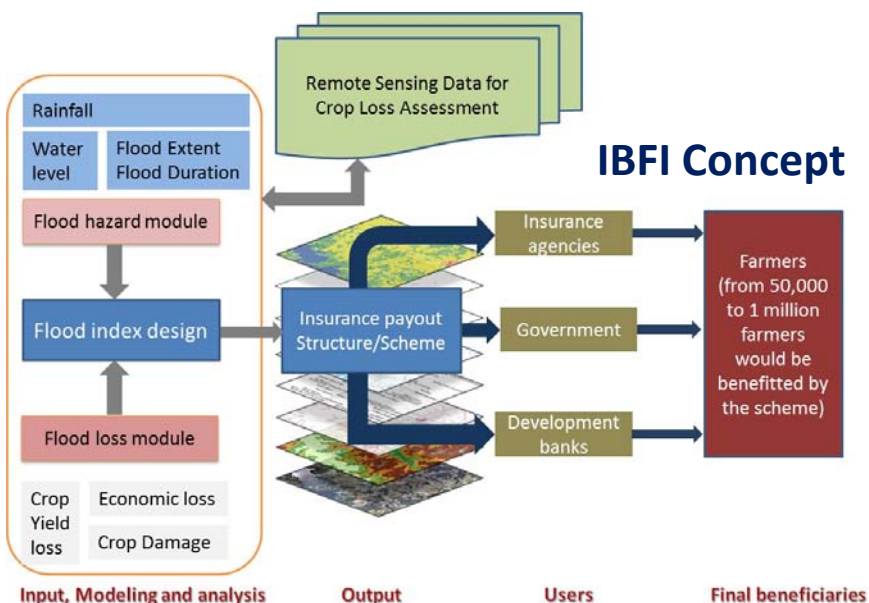 Remote Sensing Data for
Crop Loss Assessment
IBFI Concept
Rainfall
Water
level
Flood Extent
Flood Duration
Flood hazard module
Flood index design
Flood loss module
Crop
Yield
loss
Economic loss
Crop Damage
Insurance payout
Structure/Scheme
Insurance
agencies
Government
Development
banks
Farmers
(from 50,000
to 1 million
farmers
would be
benefitted by
the scheme)
Input, Modeling and analysis
Output
Users
Final beneficiaries